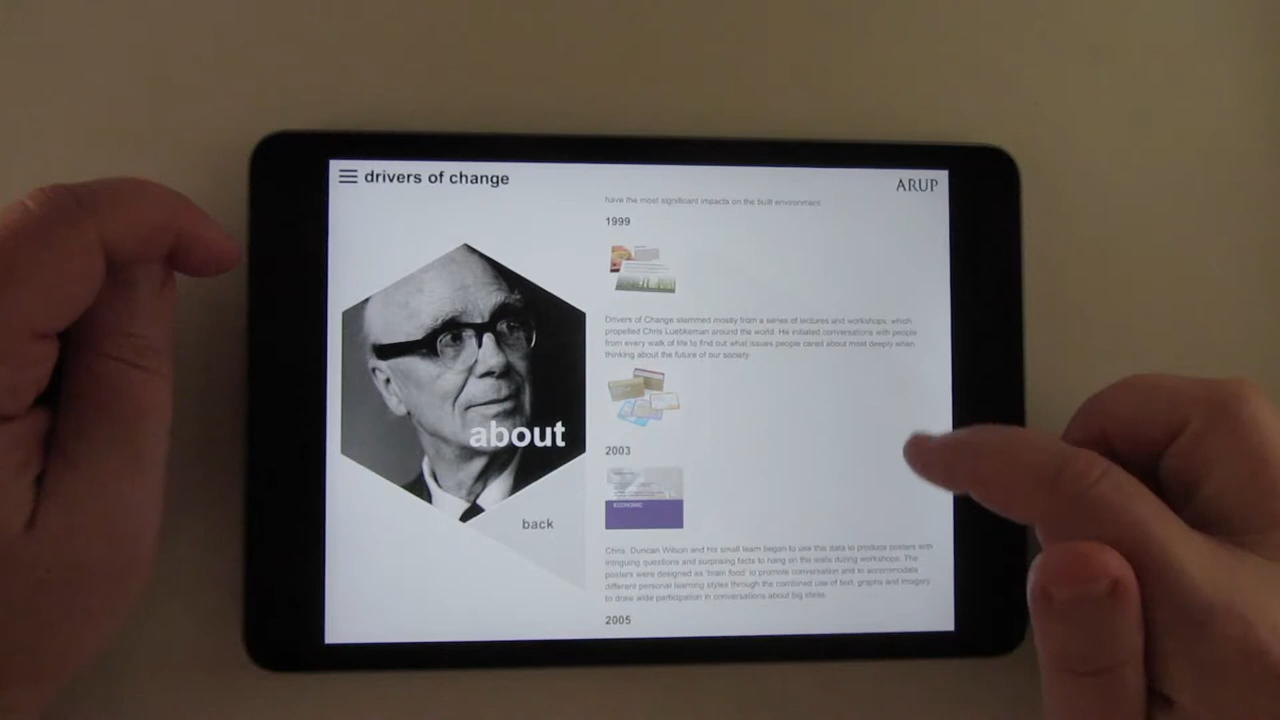 drivers of change
ARUP
about
back
have the most significant impacts on the built environment
1999
Drivers of Change stemmed mostly from a series of lectures and workshops, which
propelled Chris Luebkeman around the world. He initiated conversations with people
from every walk of life to find out what issues people cared about most deeply when
thinking about the future of our society
2003
ECONOMIC
Chris, Duncan Wilson and his small team began to use this data to produce posters with
intriguing questions and surprising facts to hang on the walls during workshops. The
posters were designed as 'brain food' to promote conversation and to accommodate
different personal learning styles through the combined use of text, graphs and imagery
to draw wide participation in conversations about big ideas.
2005